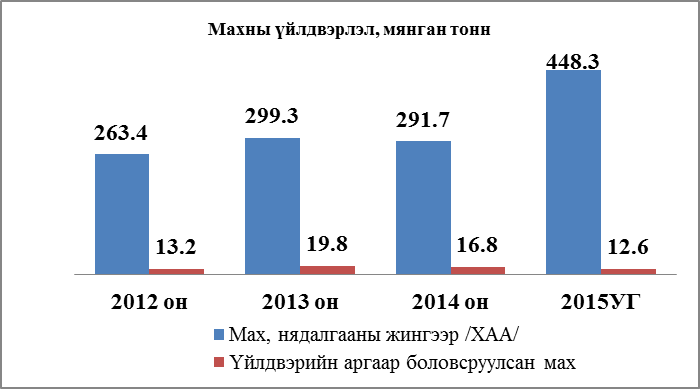 Махны үйлдвэрлэл, мянган тонн
448.3
299.3
291.7
263.4
13.2
19.8
16.8
12.6
2012 он
2013 он
2014 он
2015УГ
Мах, нядалгааны жингээр /ХАА/
Үйлдвэрийн аргаар боловсруулсан мах